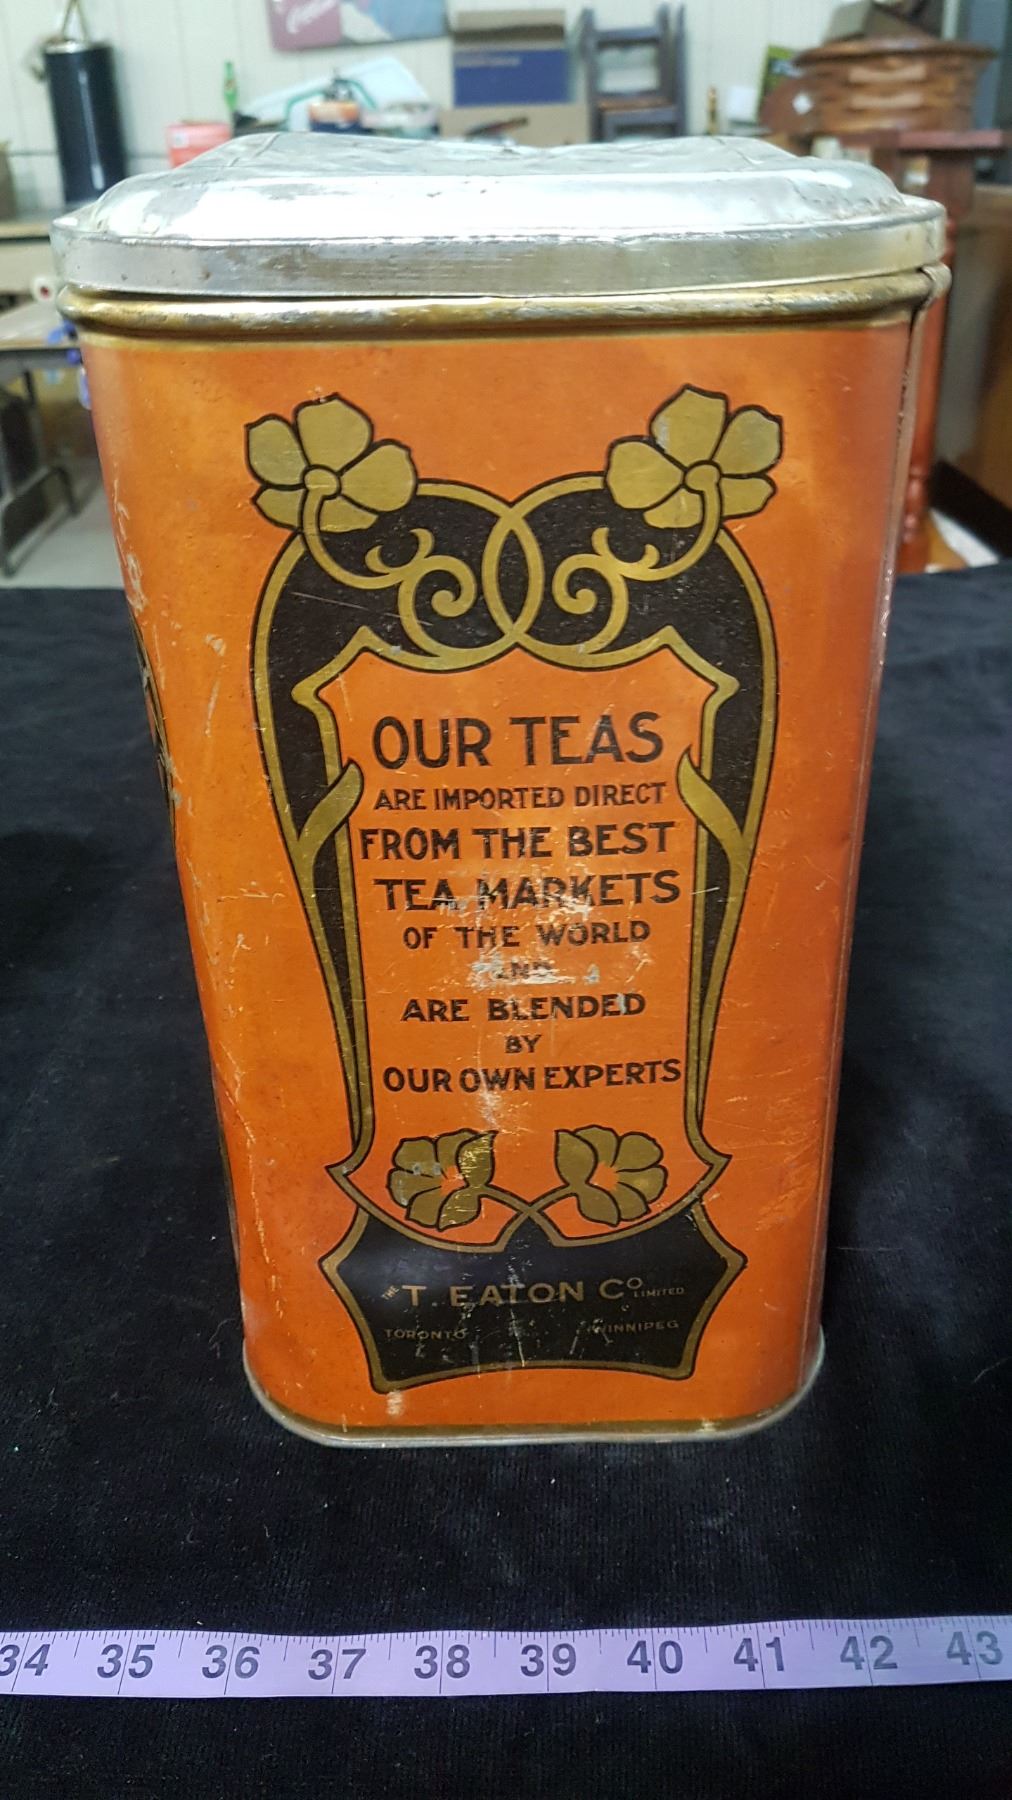 OUR TEAS
ARE IMPORTED DIRECT
FROM THE BEST
TEA MARKETS
OF THE WORLD
AND
ARE BLENDED
BY
OUR OWN EXPERTS
THE T. EATON CO LIMITED
TORONTO WINNIPEG
34 35 36 37 38 39 40 41 42 43